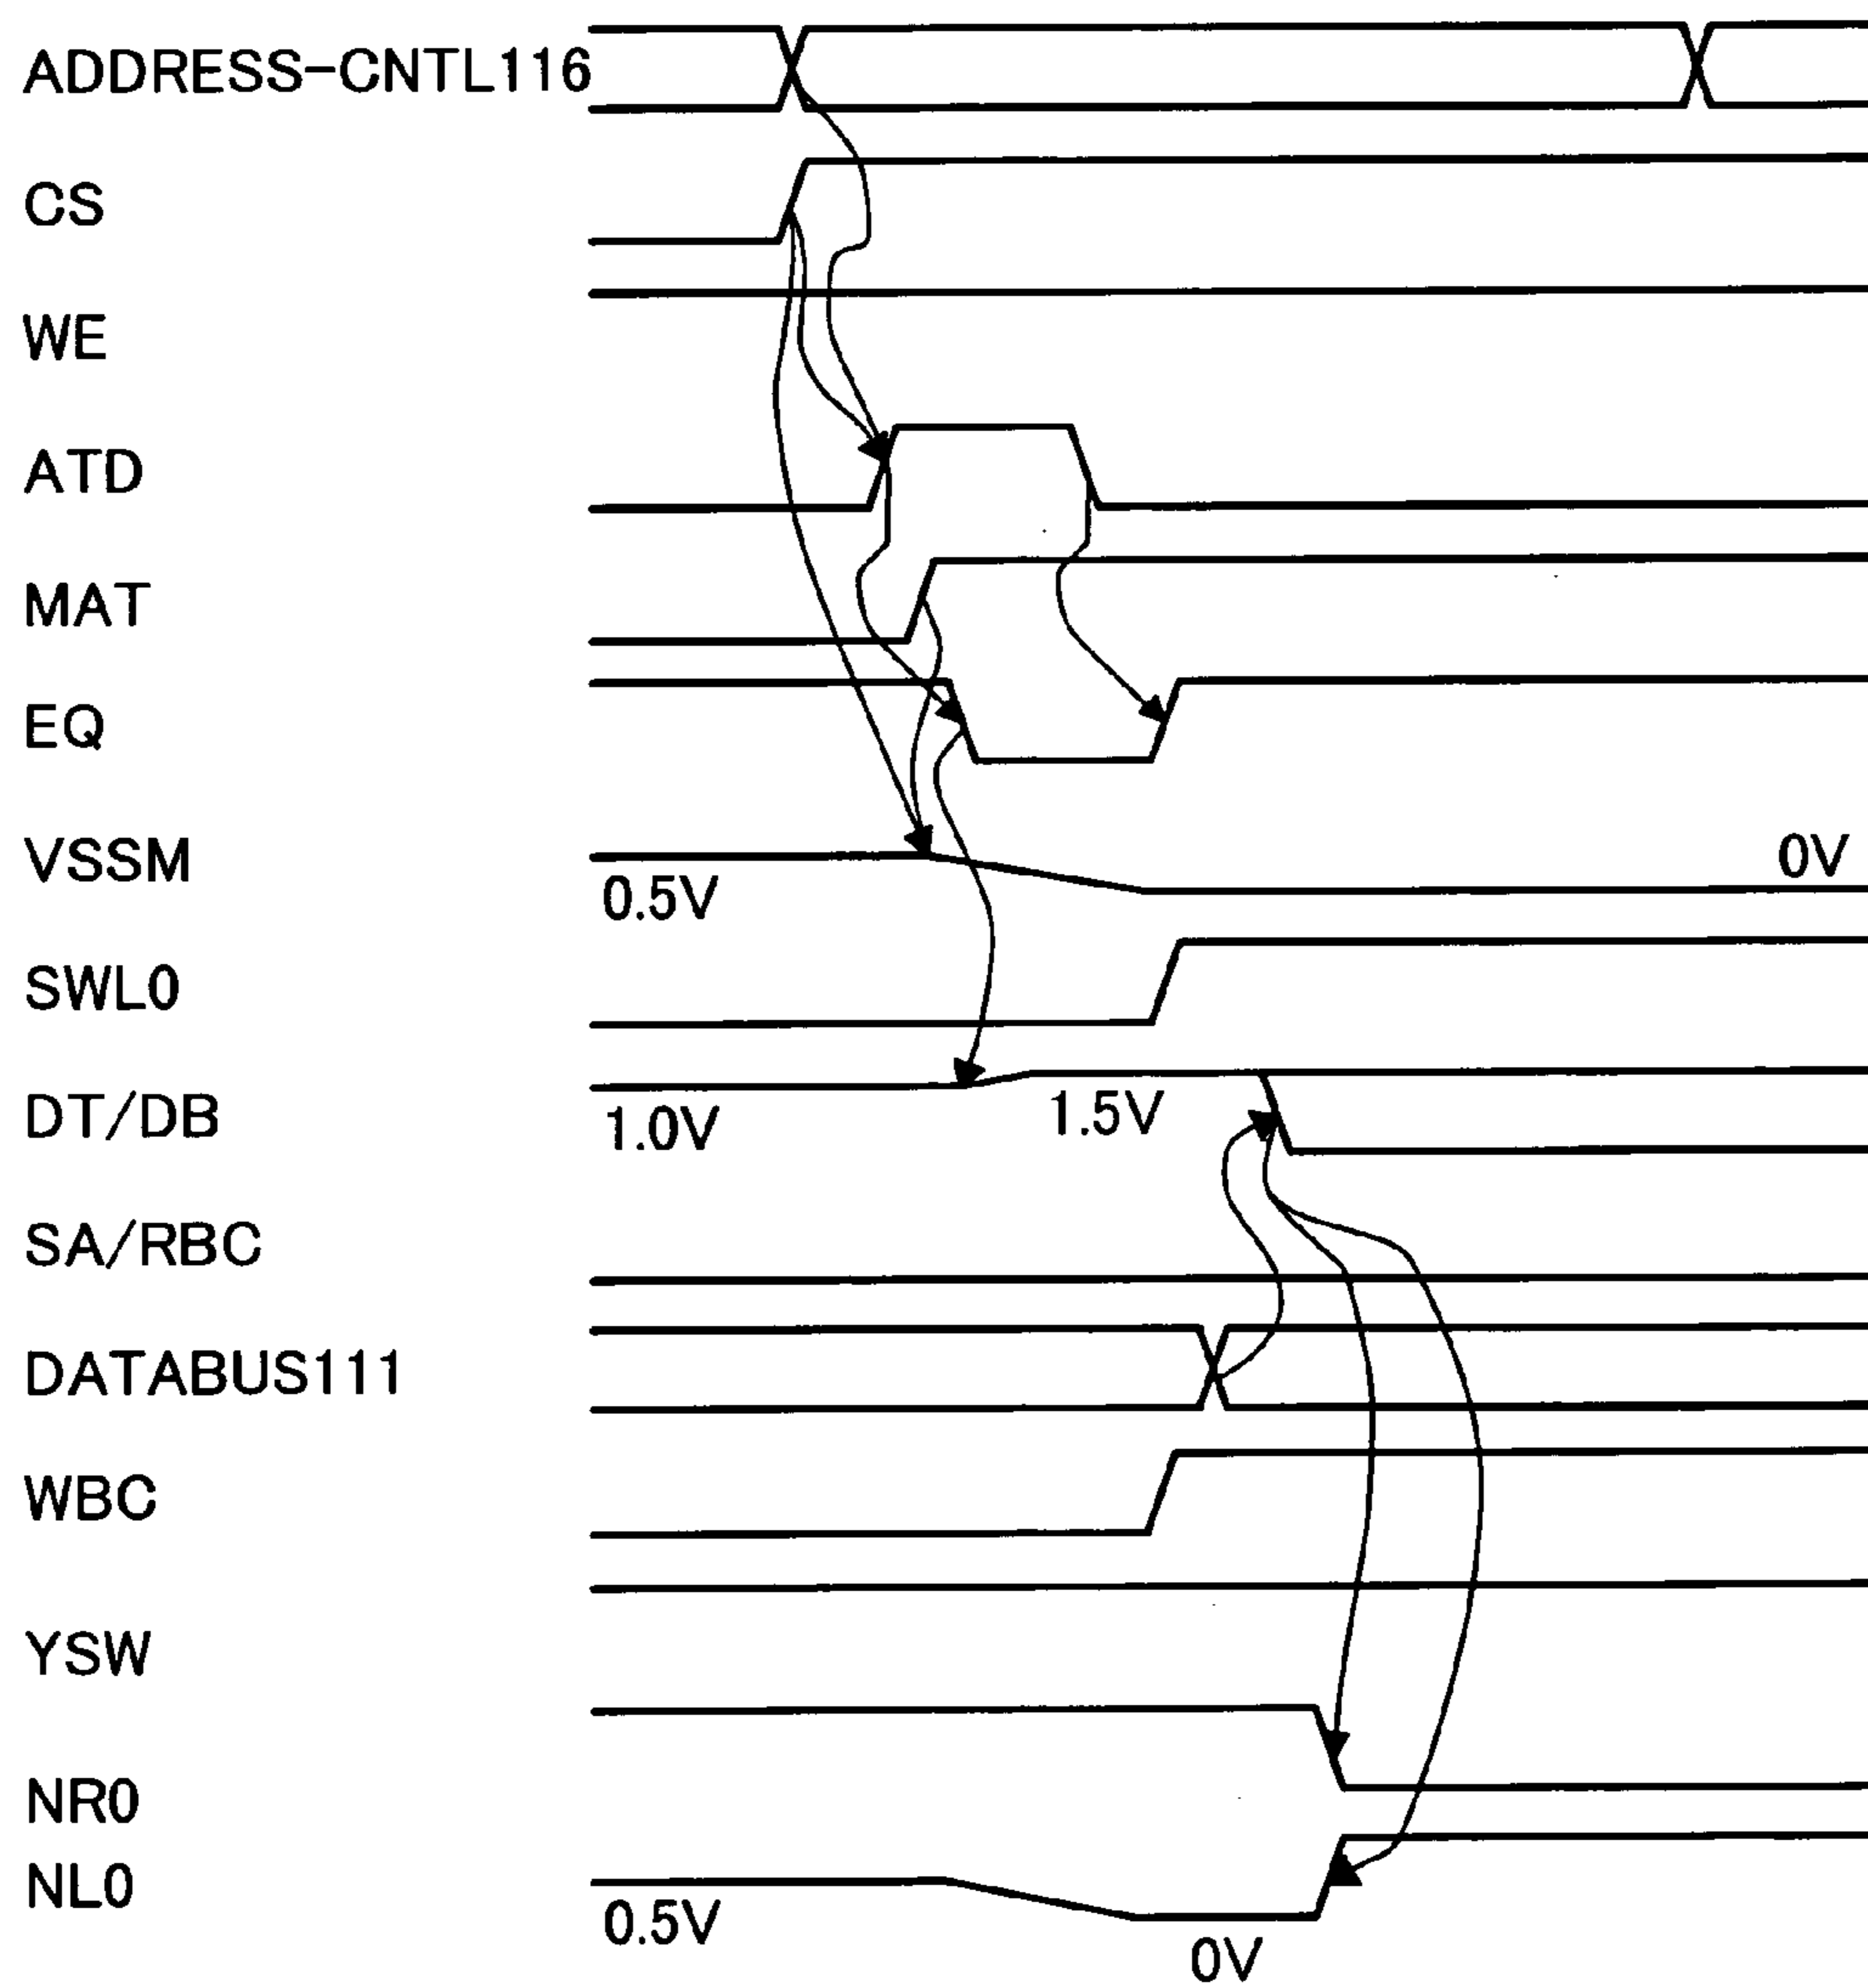 ADDRESS-CNTL116
CS
WE
ATD
MAT
EQ
VSSM
0.5V
0V
SWL0
DT/DB
1.0V
1.5V
SA/RBC
DATABUS111
WBC
YSW
NR0
NL0
0.5V
0V